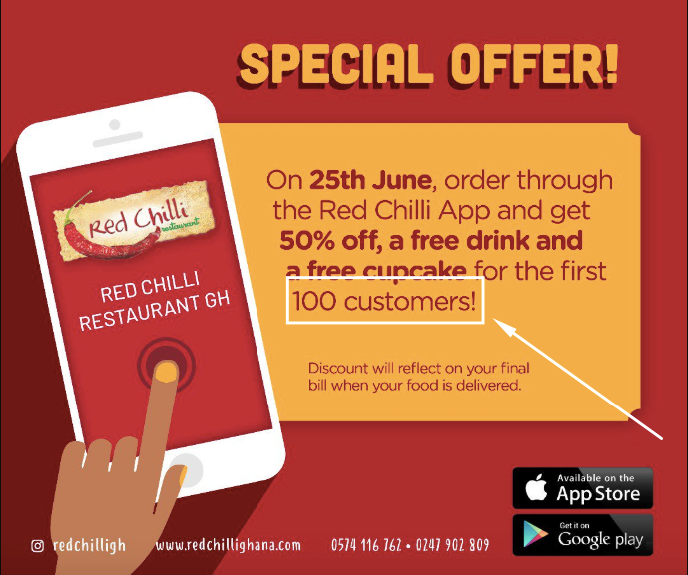 SPECIAL OFFER!
Red Chilli
restaurant
RED CHILLI
RESTAURANT GH
On 25th June, order through
the Red Chilli App and get
50% off, a free drink and
a free cupcake for the first
100 customers!
Discount will reflect on your final
bill when your food is delivered.
Available on the
App Store
Get it on
Google play
redchilligh
www.redchillighana.com
0574 116 762 • 0247 902 809